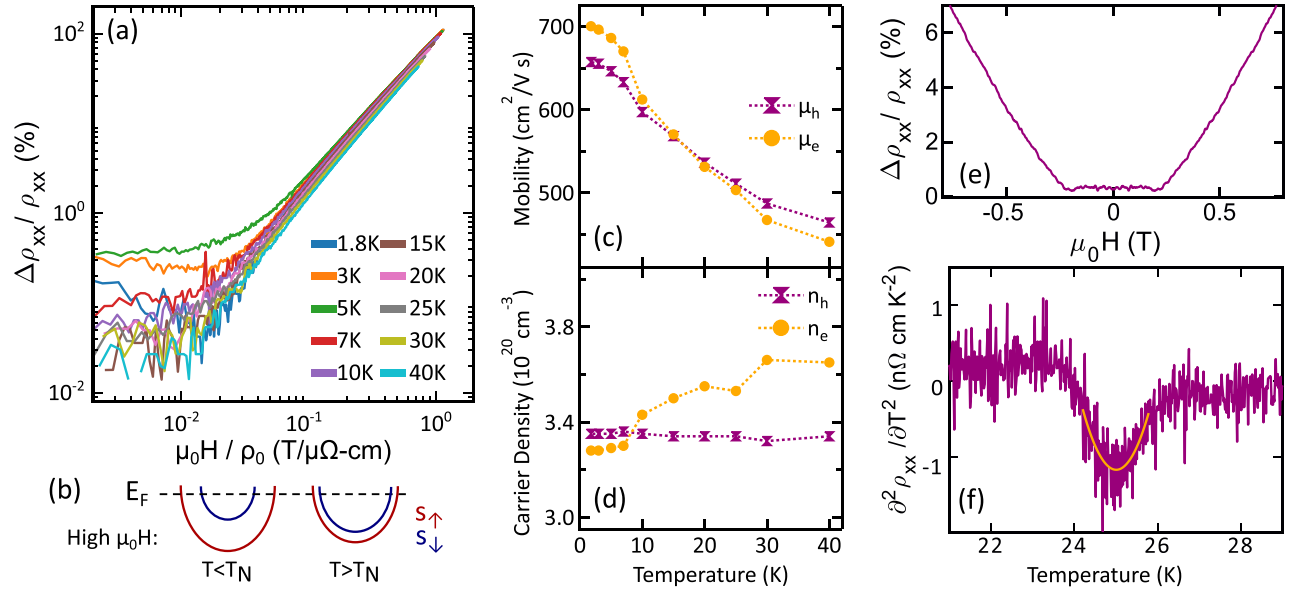 (a)
10²
10⁰
10⁻²
Δρxx/ ρxx (%)
1.8K
3K
5K
7K
10K
15K
20K
25K
30K
40K
10⁻²
10⁻¹
10⁰
μ₀H / ρ₀ (T/μΩ-cm)
(b)
E_F
High μ₀H:
S↑
S↓
T<T_N
T>T_N
700
600
500
Mobility (cm²/V s)
μh
μe
(c)
3.8
3.4
3.0
Carrier Density (10²⁰ cm⁻³)
nh
ne
(d)
0
10
20
30
40
Temperature (K)
6
4
2
0
Δρxx/ ρxx (%)
(e)
-0.5
0
0.5
μ₀H (T)
1
0
-1
∂²ρxx/∂T² (nΩ cm K⁻²)
(f)
22
24
26
28
Temperature (K)